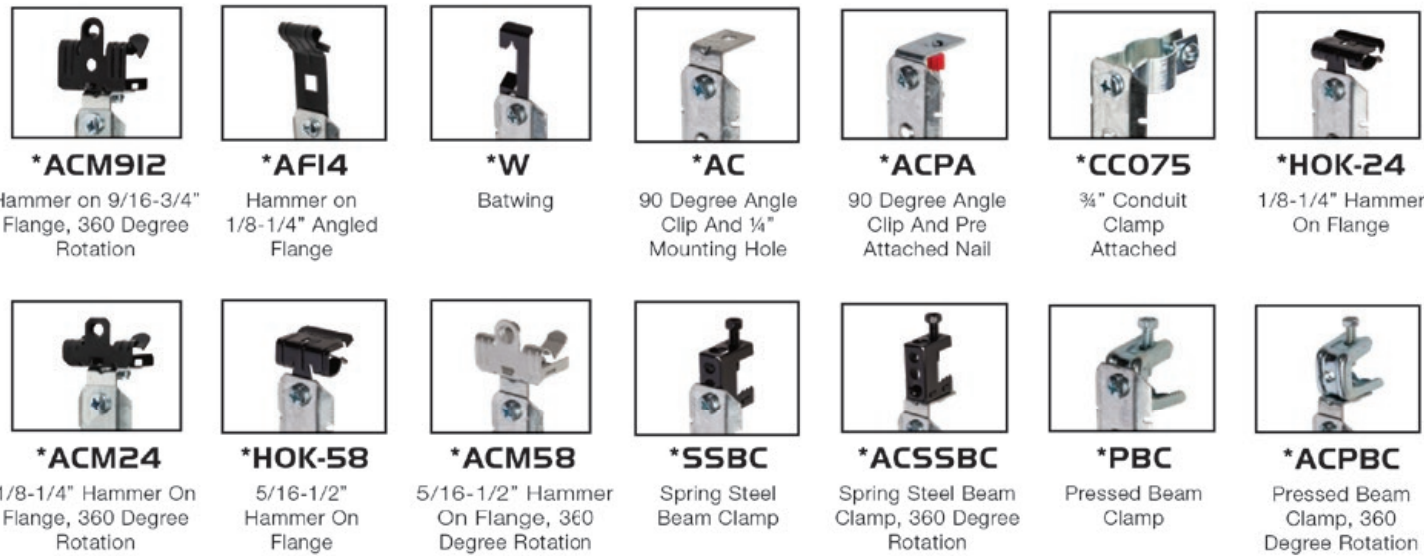 *ACM912
Hammer on 9/16-3/4"
Flange, 360 Degree
Rotation
*AF14
Hammer on
1/8-1/4" Angled
Flange
*W
Batwing
*AC
90 Degree Angle
Clip And ¼"
Mounting Hole
*ACPA
90 Degree Angle
Clip And Pre
Attached Nail
*CC075
¾" Conduit
Clamp
Attached
*HOK-24
1/8-1/4" Hammer
On Flange
*ACM24
1/8-1/4" Hammer On
Flange, 360 Degree
Rotation
*HOK-58
5/16-1/2"
Hammer On
Flange
*ACM58
5/16-1/2" Hammer
On Flange, 360
Degree Rotation
*SSBC
Spring Steel
Beam Clamp
*ACSSBC
Spring Steel Beam
Clamp, 360 Degree
Rotation
*PBC
Pressed Beam
Clamp
*ACPBC
Pressed Beam
Clamp, 360
Degree Rotation